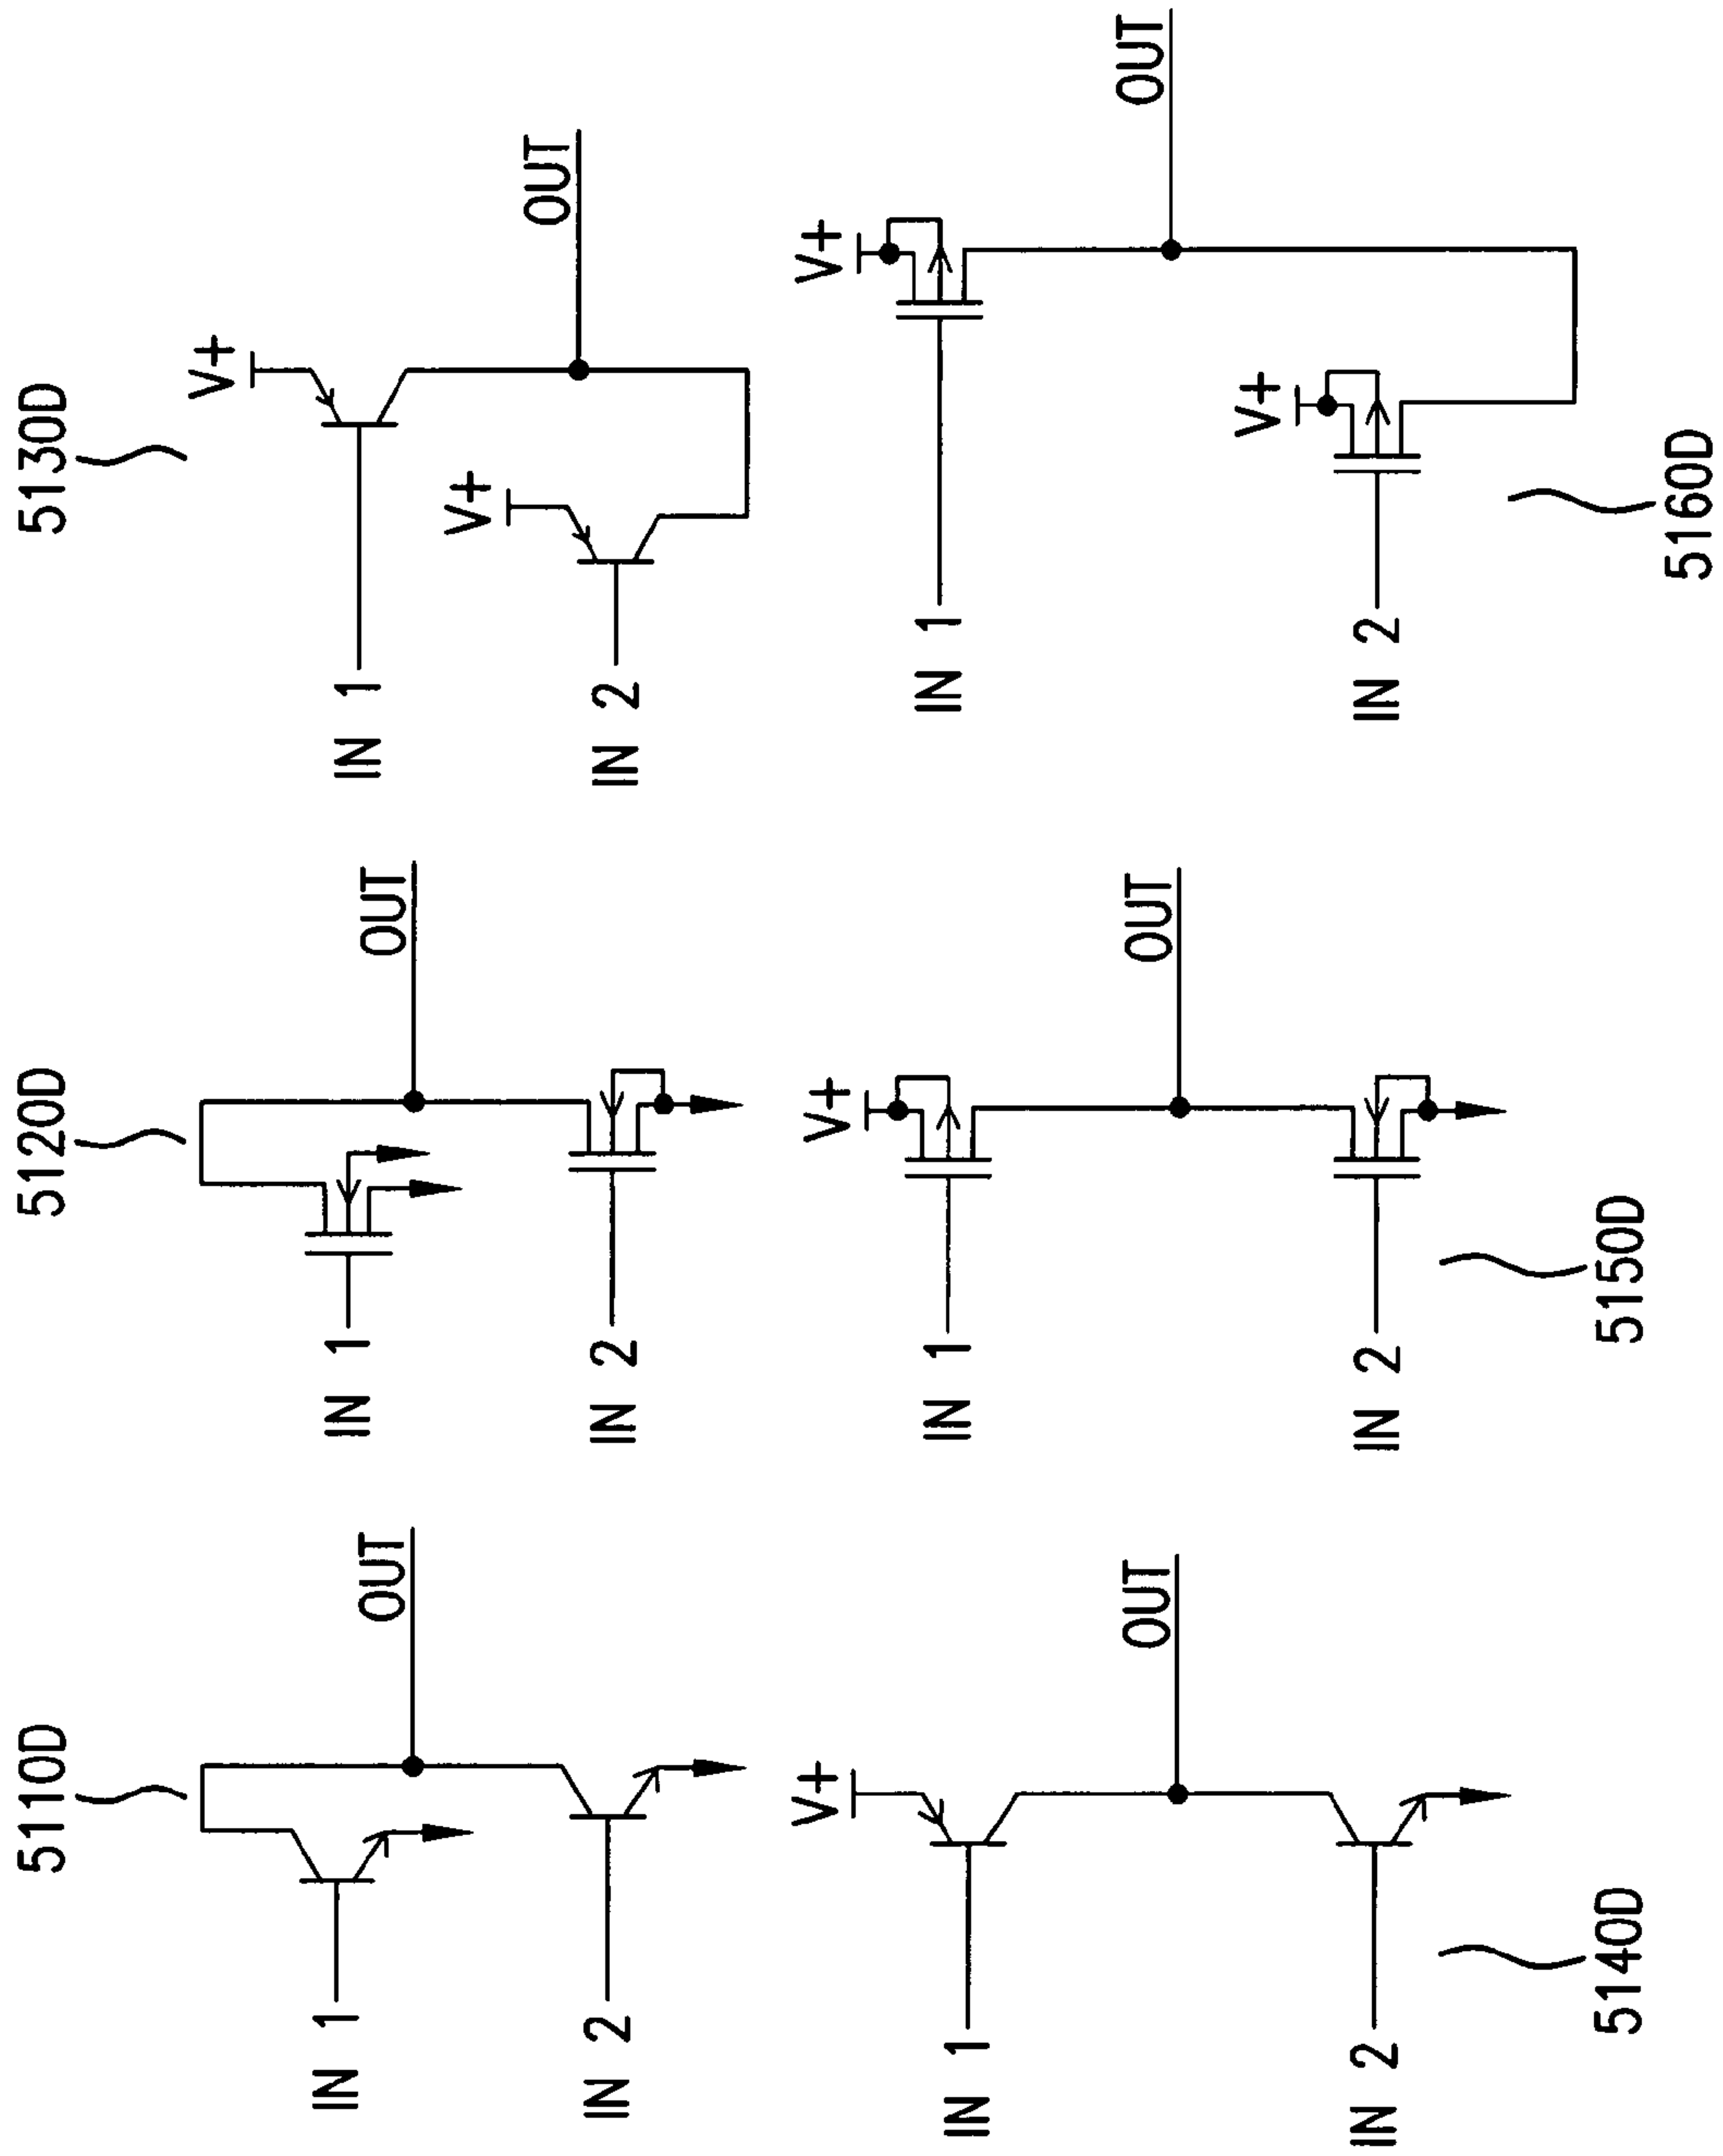 5110D
IN 1
OUT
IN 2
5120D
IN 1
OUT
IN 2
5130D
V+
IN 1
V+
OUT
IN 2
V+
IN 1
OUT
IN 2
5140D
V+
IN 1
OUT
IN 2
5150D
V+
IN 1
OUT
V+
IN 2
5160D